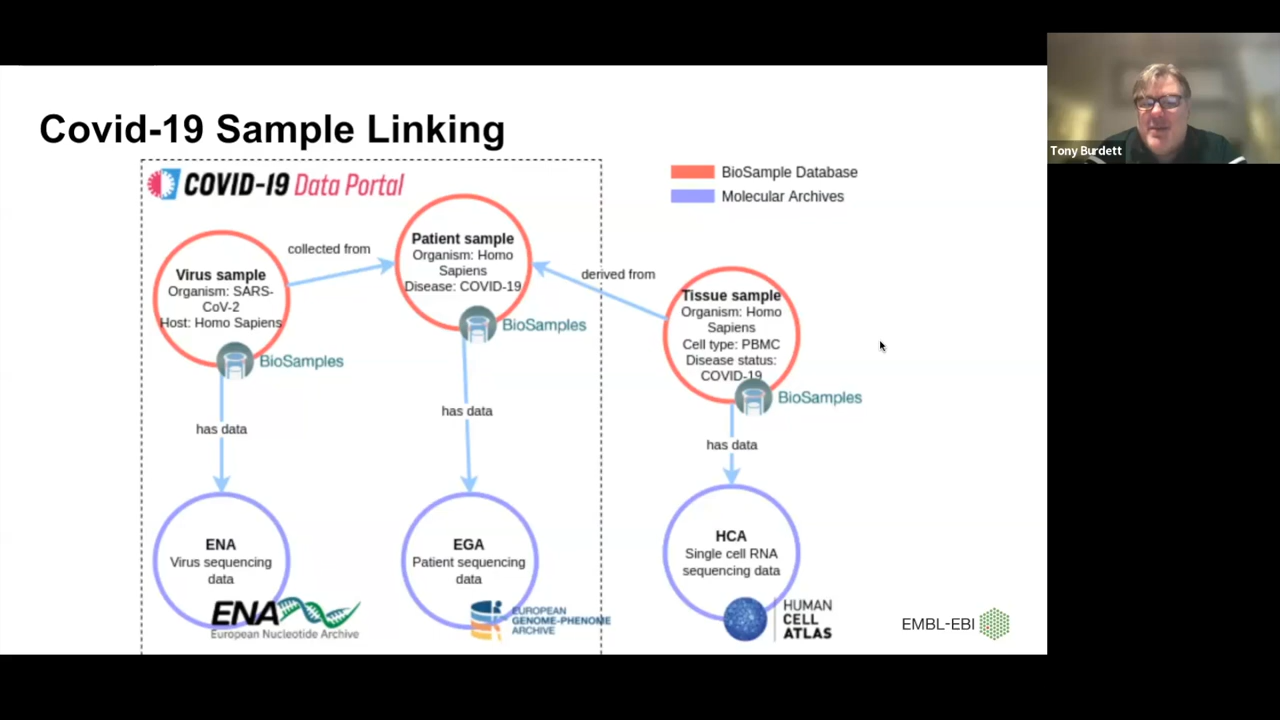 Covid-19 Sample Linking
COVID-19 Data Portal
BioSample Database
Molecular Archives
Virus sample
Organism: SARS-
CoV-2
Host: Homo Sapiens
BioSamples
collected from
Patient sample
Organism: Homo
Sapiens
Disease: COVID-19
BioSamples
derived from
Tissue sample
Organism: Homo
Sapiens
Cell type: PBMC
Disease status:
COVID-19
BioSamples
has data
has data
has data
ENA
Virus sequencing
data
ENA
European Nucleotide Archive
EGA
Patient sequencing
data
EUROPEAN
GENOME-PHENOME
ARCHIVE
HCA
Single cell RNA
sequencing data
HUMAN
CELL
ATLAS
EMBL-EBI
Tony Burdett